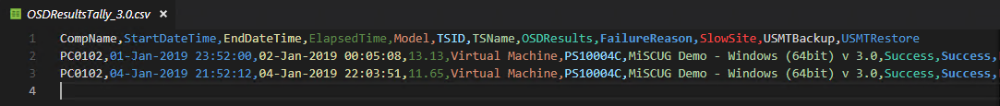 OSDResultsTally_3.0.csv ×
1 CompName,StartDateTime,EndDateTime,ElapsedTime,Model,TSID,TSName,OSDResults,FailureReason,SlowSite,USMTBackup,USMTRestore
2 PC0102,01-Jan-2019 23:52:00,02-Jan-2019 00:05:08,13.13,Virtual Machine,PS10004C,MiSCUG Demo - Windows (64bit) v 3.0,Success,Success,
3 PC0102,04-Jan-2019 21:52:12,04-Jan-2019 22:03:51,11.65,Virtual Machine,PS10004C,MiSCUG Demo - Windows (64bit) v 3.0,Success,Success,
4